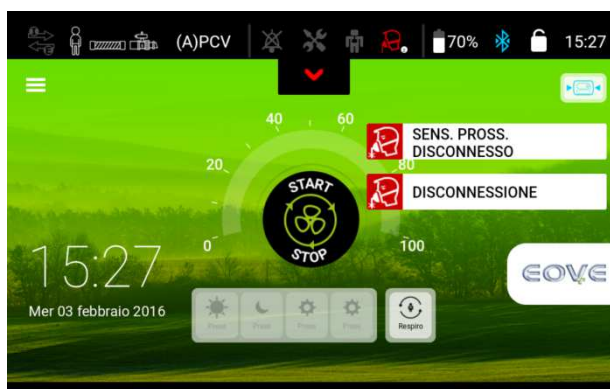 (A)PCV
70%
15:27
40
60
20
80
0
100
SENS. PROSS.
DISCONNESSO
DISCONNESSIONE
START
STOP
15:27
Mer 03 febbraio 2016
EOVE
Respiro